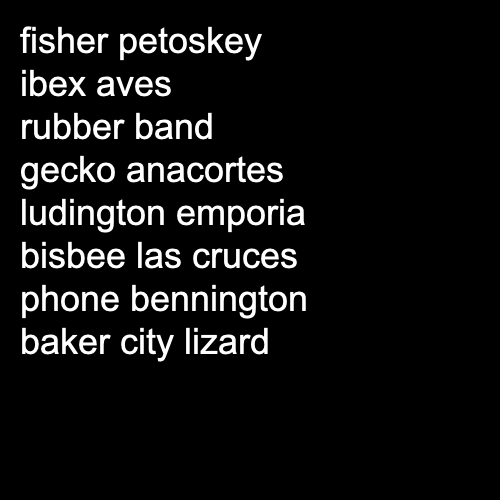 fisher petoskey
ibex aves
rubber band
gecko anacortes
ludington emporia
bisbee las cruces
phone bennington
baker city lizard